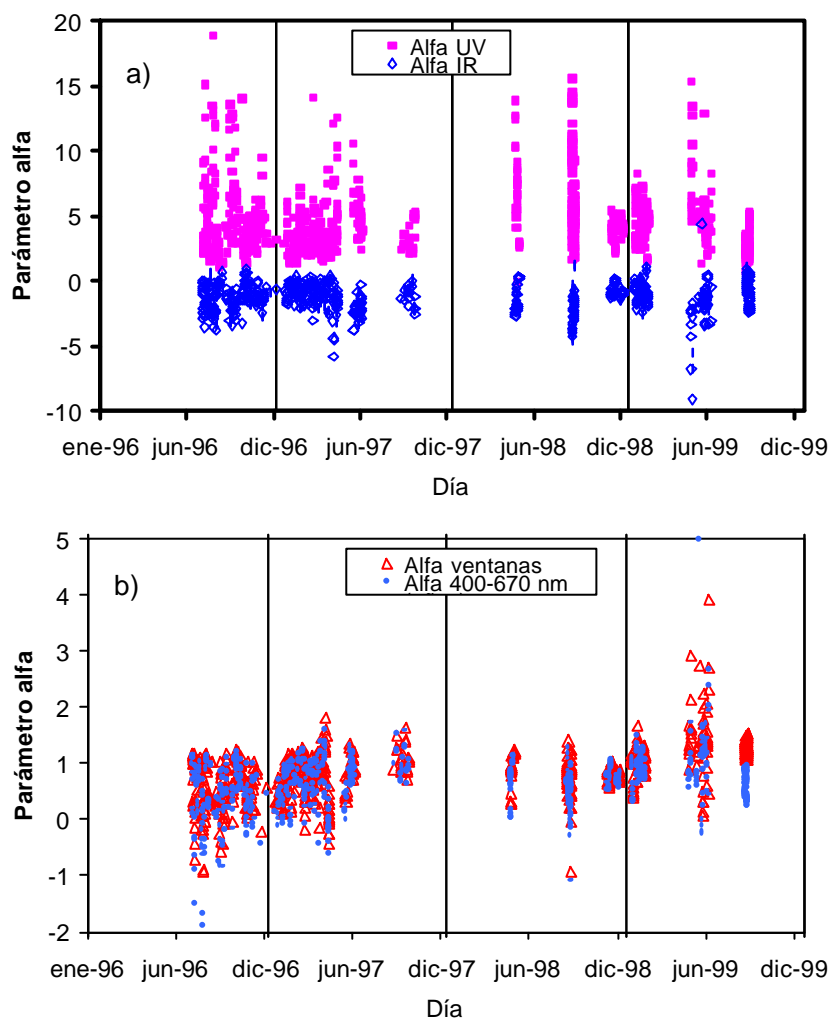 20
15
10
5
0
-5
-10
Parámetro alfa
a)
Alfa UV
Alfa IR
ene-96 jun-96 dic-96 jun-97 dic-97 jun-98 dic-98 jun-99 dic-99
Día
5
4
3
2
1
0
-1
-2
Parámetro alfa
b)
Alfa ventanas
Alfa 400-670 nm
ene-96 jun-96 dic-96 jun-97 dic-97 jun-98 dic-98 jun-99 dic-99
Día